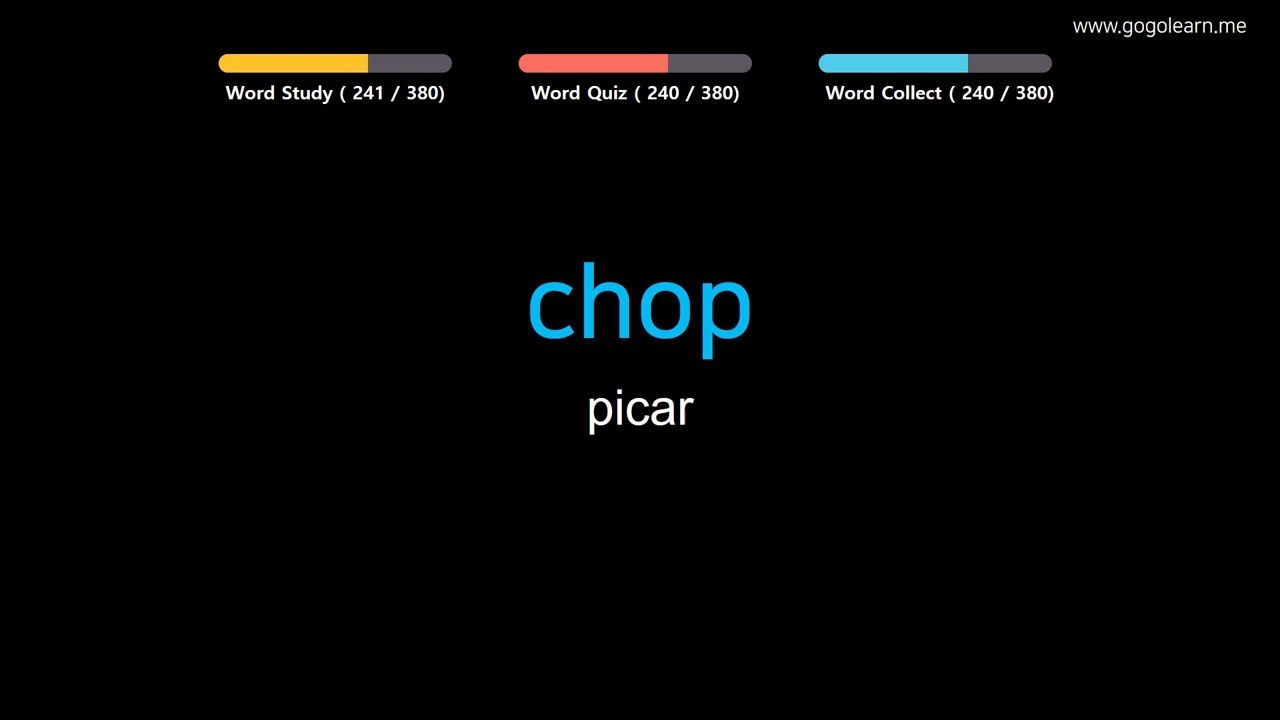 www.gogolearn.me
Word Study ( 241 / 380)
Word Quiz ( 240 / 380)
Word Collect ( 240 / 380)
chop
picar